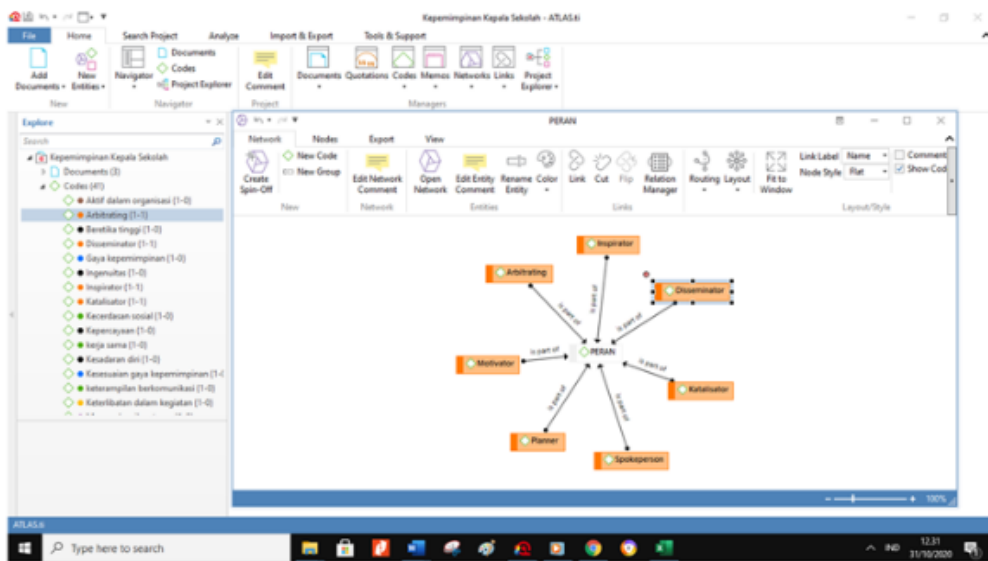 Kepemimpinan Kepala Sekolah - ATLAS.ti
File Home Search Project Analyze Import & Export Tools & Support
Add Documents
New Entities
Navigator
Documents
Codes
Project Explorer
Edit Comment
Documents Quotations Codes Memos Networks Links Project Explorer
New Navigator Project Managers
Explore
Search
Kepemimpinan Kepala Sekolah
Documents (3)
Codes (41)
Aktif dalam organisasi (1-0)
Arbitrating (1-1)
Beretika tinggi (1-0)
Disseminator (1-1)
Gaya kepemimpinan (1-0)
Ingenuitas (1-0)
Inspirator (1-1)
Katalisator (1-1)
Kecerdasan sosial (1-0)
Kepercayaan (1-0)
kerja sama (1-0)
Kesadaran diri (1-0)
Kesesuaian gaya kepemimpinan (1-(
keterampilan berkomunikasi (1-0)
Keterlibatan dalam kegiatan (1-0)
PERAN
Network Nodes Export View
Create Spin-Off
New Code
New Group
Edit Network Comment
Open Network
Edit Entity Comment
Rename Entity
Color
Link Cut Flip
Relation Manager
Routing Layout
Fit to Window
Link Label Name
Node Style Flat
Comment
Show Cod
New Network Entities Links Layout/Style
Inspirator
Arbitrating
Disseminator
is part of
is part of
is part of
PERAN
Motivator
is part of
is part of
Katalisator
is part of
is part of
Planner
Spokeperson
100%
ATLAS.ti
Type here to search
IND
12.31
31/10/2020